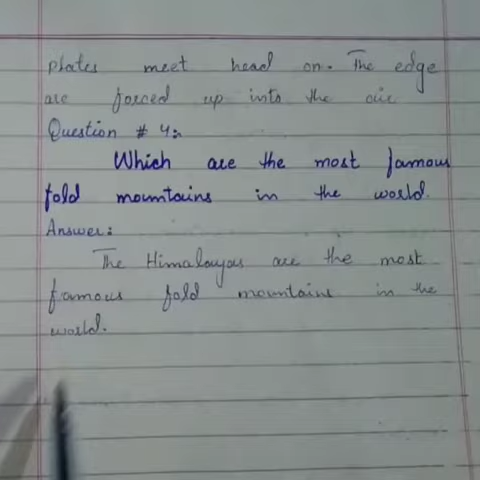 plates meet head on. The edge
are forced up into the air
Question # 4:
Which are the most famous
fold mountains in the world.
Answer:
The Himalayas are the most
famous fold mountains in the
world.